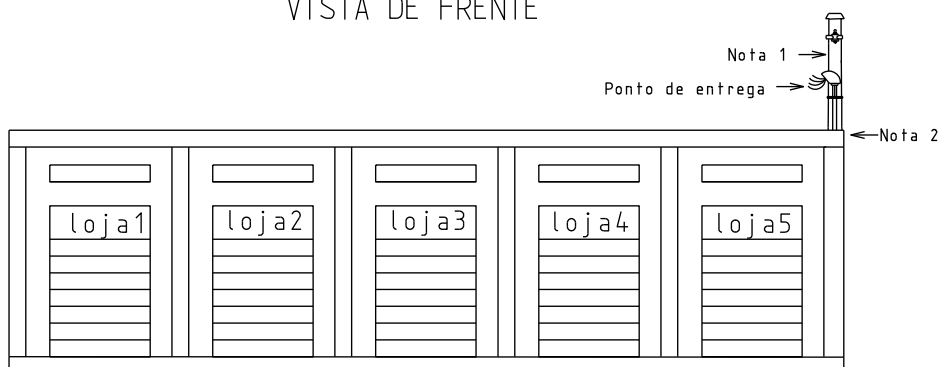 VISTA DE FRENTE
Nota 1
Ponto de entrega
Nota 2
loja1 loja2 loja3 loja4 loja5